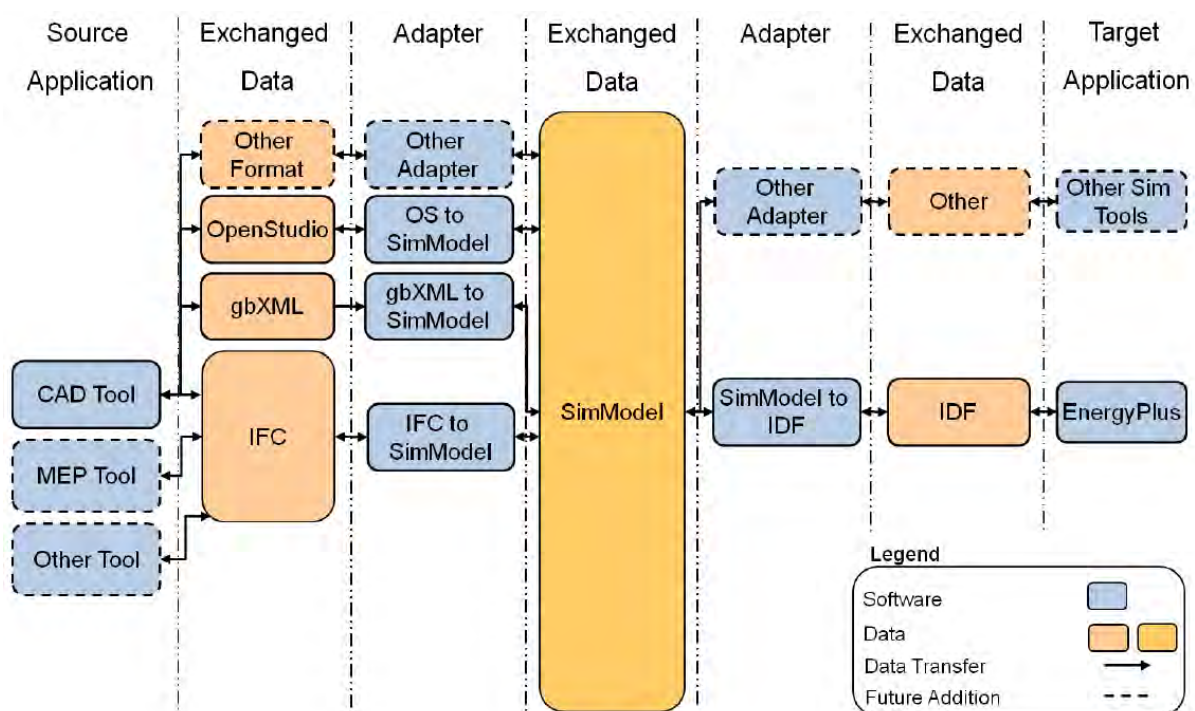 Source
Application
Exchanged
Data
Adapter
Exchanged
Data
Adapter
Exchanged
Data
Target
Application
Other
Format
Other
Adapter
OpenStudio
OS to
SimModel
gbXML
gbXML to
SimModel
CAD Tool
MEP Tool
Other Tool
IFC
IFC to
SimModel
SimModel
Other
Adapter
Other
Other Sim
Tools
SimModel to
IDF
IDF
EnergyPlus
Legend
Software
Data
Data Transfer
Future Addition